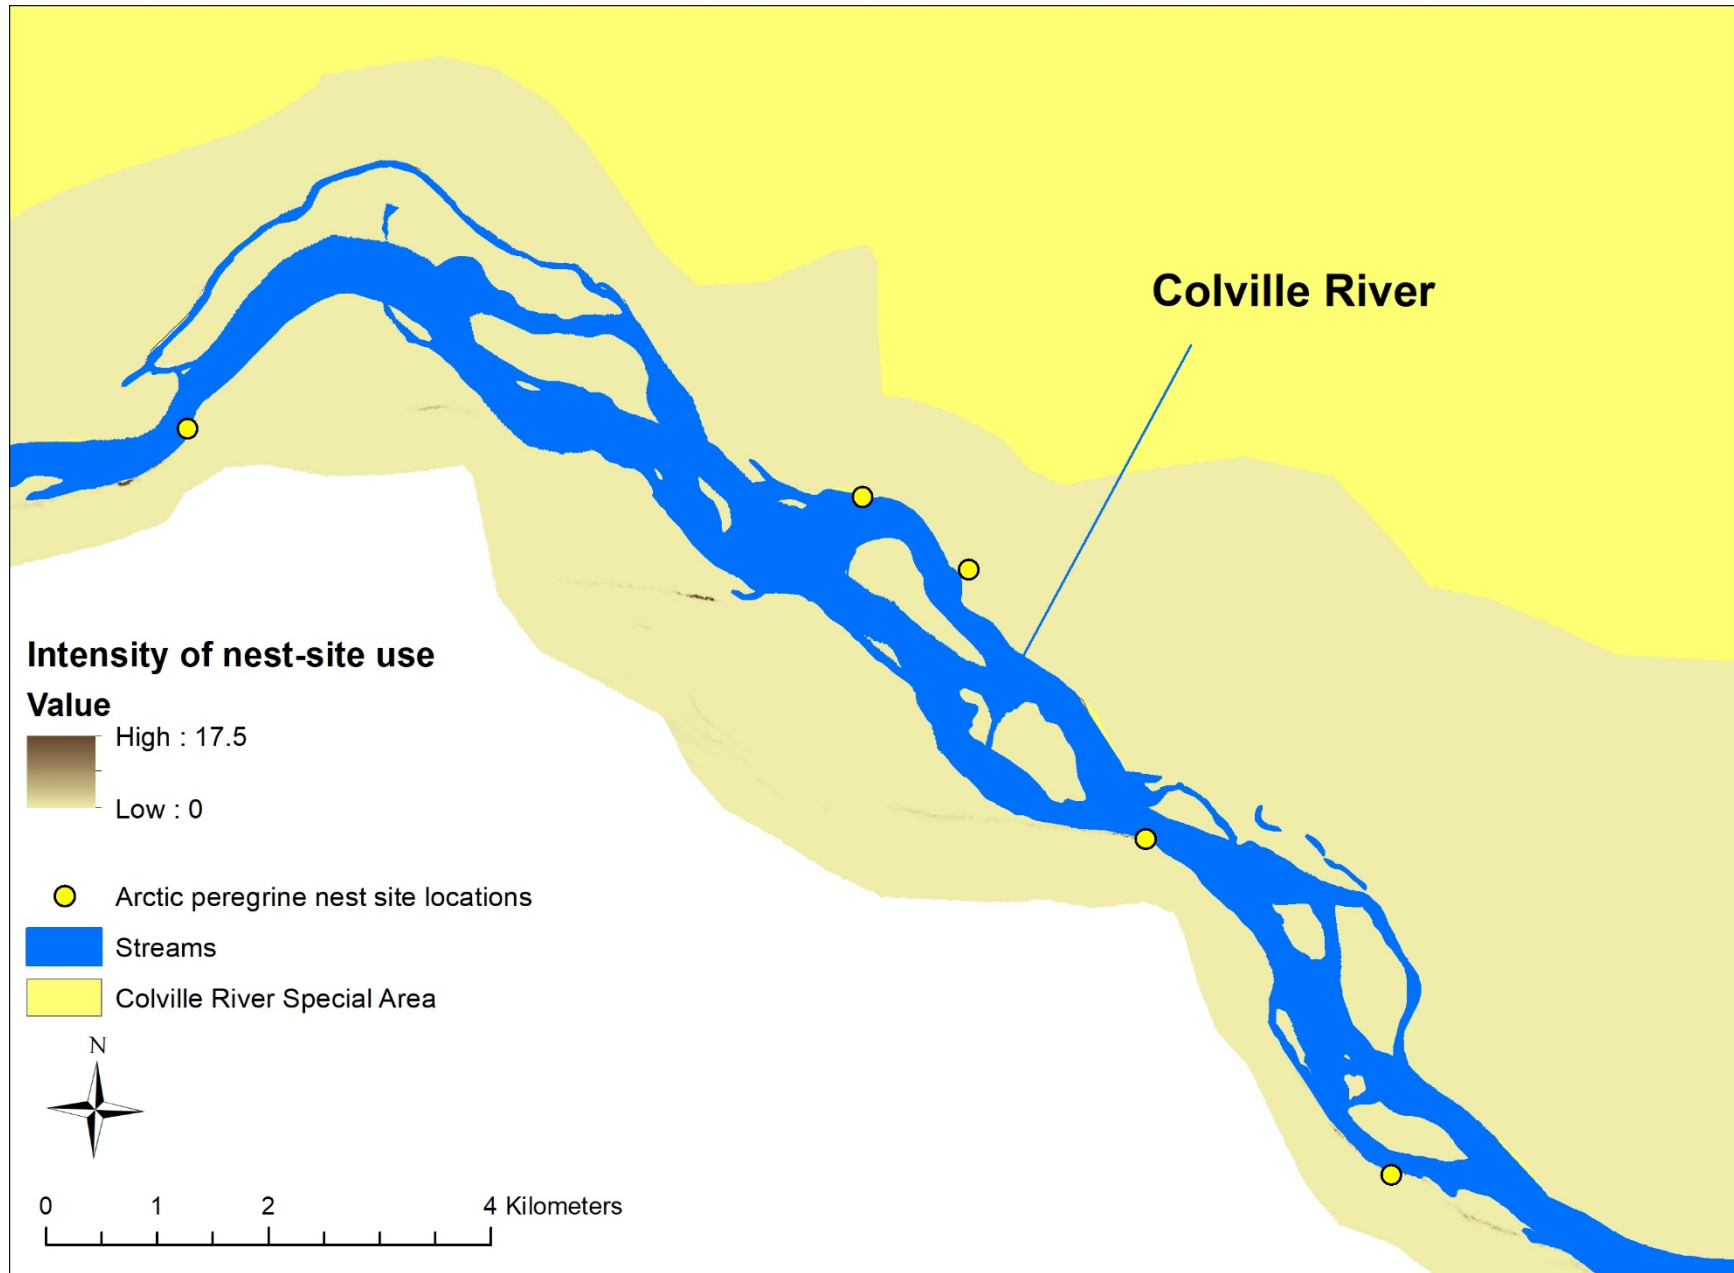 Colville River
Intensity of nest-site use
Value
High : 17.5
Low : 0
Arctic peregrine nest site locations
Streams
Colville River Special Area
N
0 1 2 4 Kilometers